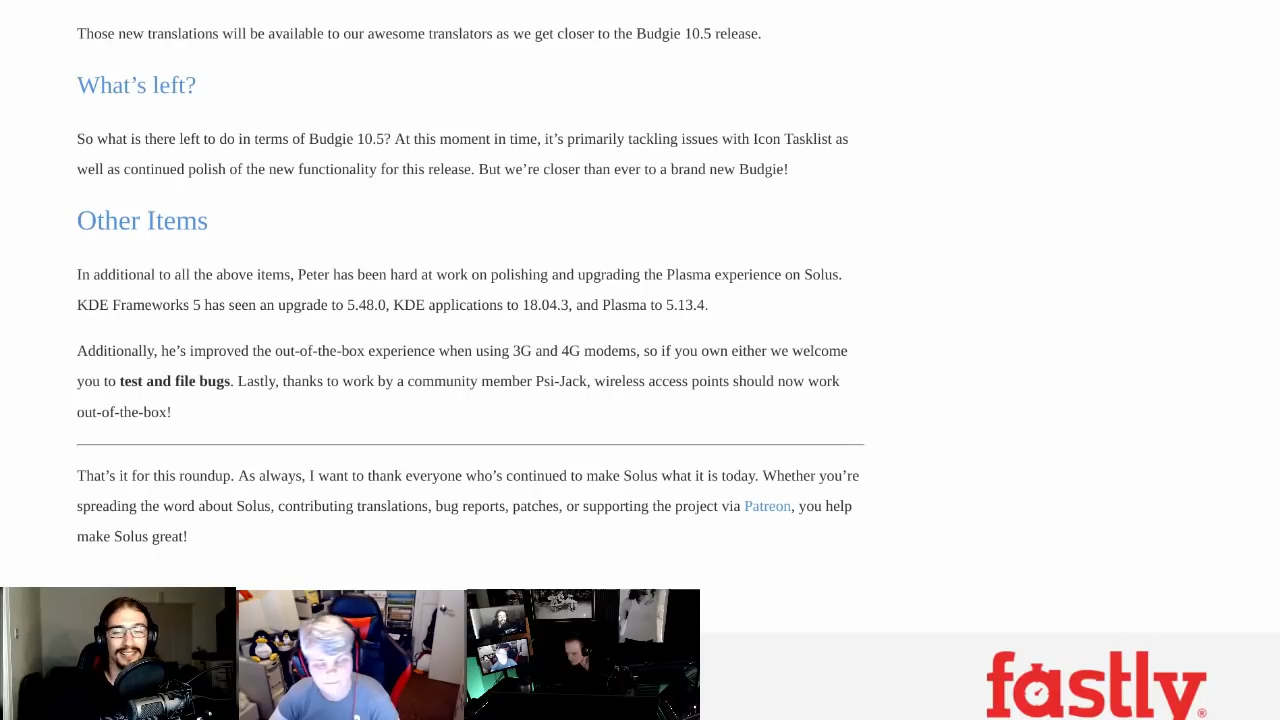 Those new translations will be available to our awesome translators as we get closer to the Budgie 10.5 release.
What’s left?
So what is there left to do in terms of Budgie 10.5? At this moment in time, it’s primarily tackling issues with Icon Tasklist as
well as continued polish of the new functionality for this release. But we’re closer than ever to a brand new Budgie!
Other Items
In additional to all the above items, Peter has been hard at work on polishing and upgrading the Plasma experience on Solus.
KDE Frameworks 5 has seen an upgrade to 5.48.0, KDE applications to 18.04.3, and Plasma to 5.13.4.
Additionally, he’s improved the out-of-the-box experience when using 3G and 4G modems, so if you own either we welcome
you to test and file bugs. Lastly, thanks to work by a community member Psi-Jack, wireless access points should now work
out-of-the-box!
That’s it for this roundup. As always, I want to thank everyone who’s continued to make Solus what it is today. Whether you’re
spreading the word about Solus, contributing translations, bug reports, patches, or supporting the project via Patreon, you help
make Solus great!
fastly®